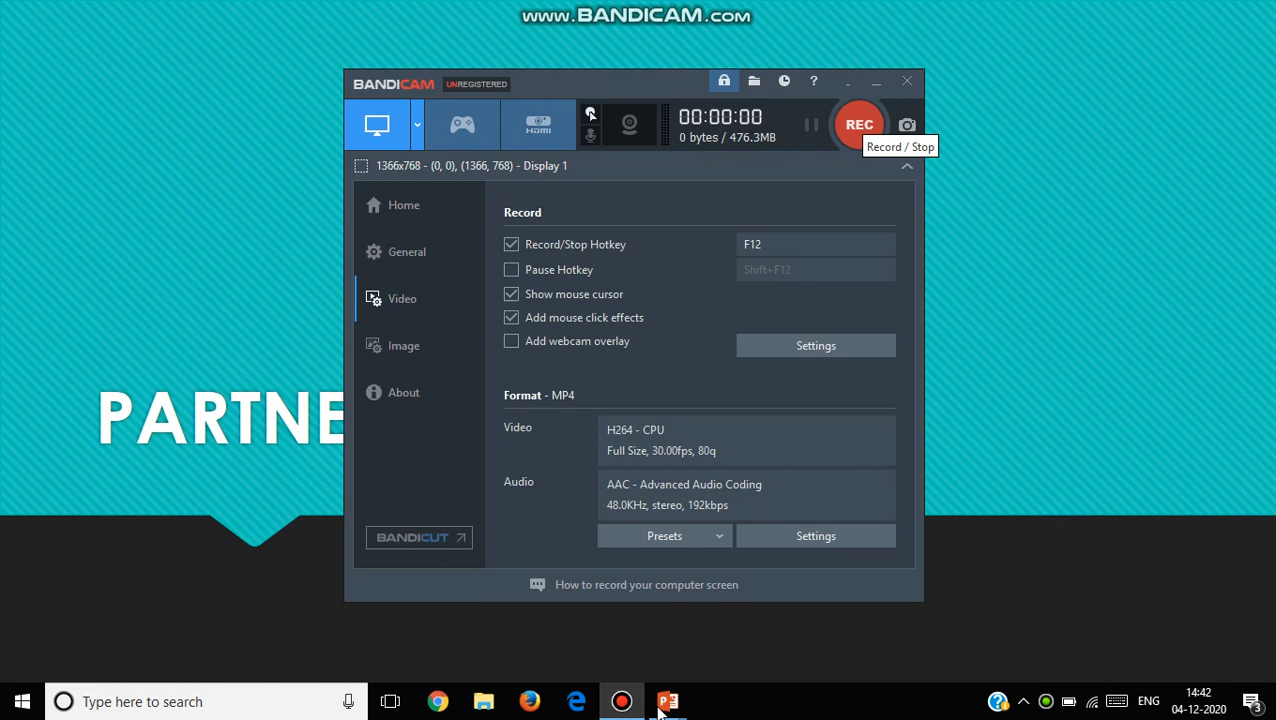 www.BANDICAM.com
BANDICAM UNREGISTERED
?
HDMI
00:00:00
0 bytes / 476.3MB
REC
Record / Stop
1366x768 - (0, 0), (1366, 768) - Display 1
Home
General
Video
Image
About
BANDICUT
Record
Record/Stop Hotkey
F12
Pause Hotkey
Shift+F12
Show mouse cursor
Add mouse click effects
Add webcam overlay
Settings
Format - MP4
Video
H264 - CPU
Full Size, 30.00fps, 80q
Audio
AAC - Advanced Audio Coding
48.0KHz, stereo, 192kbps
Presets
Settings
How to record your computer screen
PARTNE
Type here to search
ENG
14:42
04-12-2020
3